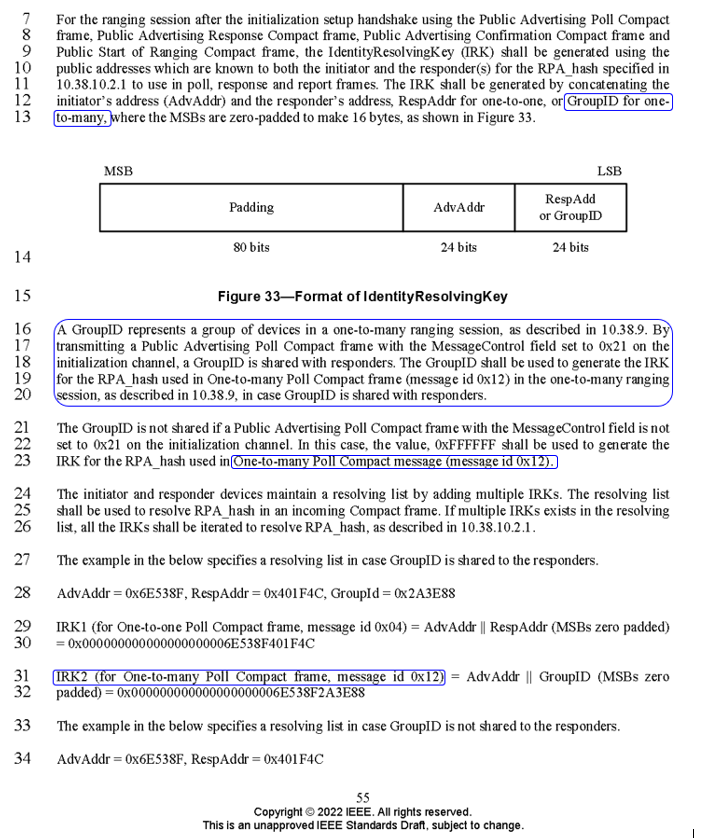 7 For the ranging session after the initialization setup handshake using the Public Advertising Poll Compact
8 frame, Public Advertising Response Compact frame, Public Advertising Confirmation Compact frame and
9 Public Start of Ranging Compact frame, the IdentityResolvingKey (IRK) shall be generated using the
10 public addresses which are known to both the initiator and the responder(s) for the RPA_hash specified in
11 10.38.10.2.1 to use in poll, response and report frames. The IRK shall be generated by concatenating the
12 initiator's address (AdvAddr) and the responder's address, RespAddr for one-to-one, or GroupID for one-
13 to-many, where the MSBs are zero-padded to make 16 bytes, as shown in Figure 33.
MSB LSB
Padding AdvAddr RespAdd
or GroupID
80 bits 24 bits 24 bits
14
15 Figure 33—Format of IdentityResolvingKey
16 A GroupID represents a group of devices in a one-to-many ranging session, as described in 10.38.9. By
17 transmitting a Public Advertising Poll Compact frame with the MessageControl field set to 0x21 on the
18 initialization channel, a GroupID is shared with responders. The GroupID shall be used to generate the IRK
19 for the RPA_hash used in One-to-many Poll Compact frame (message id 0x12) in the one-to-many ranging
20 session, as described in 10.38.9, in case GroupID is shared with responders.
21 The GroupID is not shared if a Public Advertising Poll Compact frame with the MessageControl field is not
22 set to 0x21 on the initialization channel. In this case, the value, 0xFFFFFF shall be used to generate the
23 IRK for the RPA_hash used in One-to-many Poll Compact message (message id 0x12).
24 The initiator and responder devices maintain a resolving list by adding multiple IRKs. The resolving list
25 shall be used to resolve RPA_hash in an incoming Compact frame. If multiple IRKs exists in the resolving
26 list, all the IRKs shall be iterated to resolve RPA_hash, as described in 10.38.10.2.1.
27 The example in the below specifies a resolving list in case GroupID is shared to the responders.
28 AdvAddr = 0x6E538F, RespAddr = 0x401F4C, GroupId = 0x2A3E88
29 IRK1 (for One-to-one Poll Compact frame, message id 0x04) = AdvAddr || RespAddr (MSBs zero padded)
30 = 0x000000000000000000006E538F401F4C
31 IRK2 (for One-to-many Poll Compact frame, message id 0x12) = AdvAddr || GroupID (MSBs zero
32 padded) = 0x000000000000000000006E538F2A3E88
33 The example in the below specifies a resolving list in case GroupID is not shared to the responders.
34 AdvAddr = 0x6E538F, RespAddr = 0x401F4C
55
Copyright © 2022 IEEE. All rights reserved.
This is an unapproved IEEE Standards Draft, subject to change.